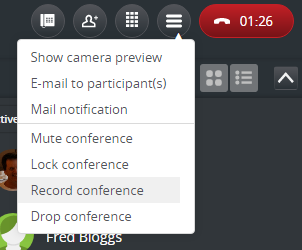 01:26
Show camera preview
E-mail to participant(s)
Mail notification
Mute conference
Lock conference
Record conference
Drop conference
Fred Bloggs